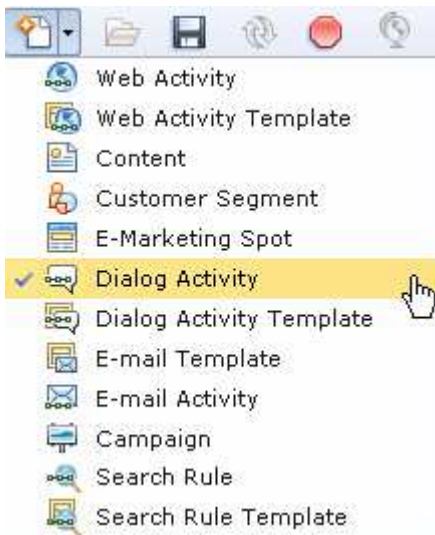 Web Activity
Web Activity Template
Content
Customer Segment
E-Marketing Spot
Dialog Activity
Dialog Activity Template
E-mail Template
E-mail Activity
Campaign
Search Rule
Search Rule Template